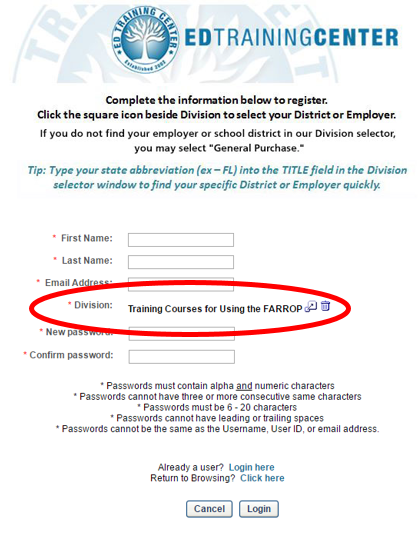 ED TRAINING CENTER
Established 2002
EDTRAININGCENTER
Complete the information below to register.
Click the square icon beside Division to select your District or Employer.
If you do not find your employer or school district in our Division selector,
you may select "General Purchase."
Tip: Type your state abbreviation (ex – FL) into the TITLE field in the Division
selector window to find your specific District or Employer quickly.
* First Name:
* Last Name:
* Email Address:
* Division: Training Courses for Using the FARROP
* New password:
* Confirm password:
* Passwords must contain alpha and numeric characters
* Passwords cannot have three or more consecutive same characters
* Passwords must be 6 - 20 characters
* Passwords cannot have leading or trailing spaces
* Passwords cannot be the same as the Username, User ID, or email address.
Already a user? Login here
Return to Browsing? Click here
Cancel Login